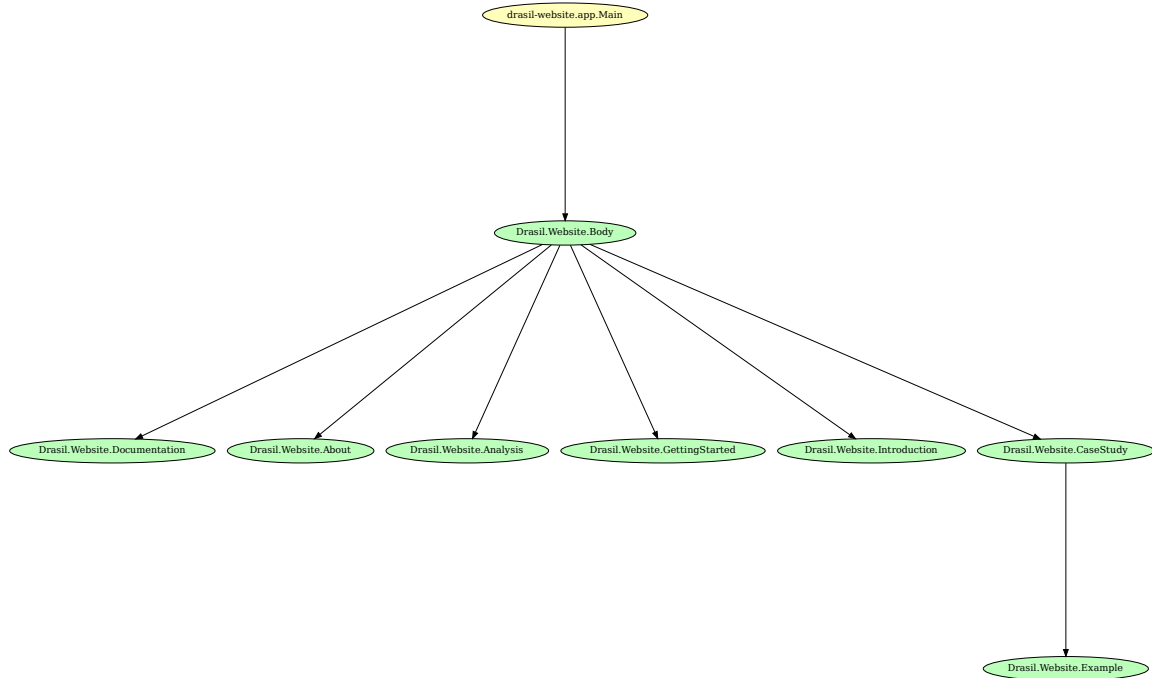 drasil-website.app.Main
Drasil.Website.Body
Drasil.Website.Documentation
Drasil.Website.About
Drasil.Website.Analysis
Drasil.Website.GettingStarted
Drasil.Website.Introduction
Drasil.Website.CaseStudy
Drasil.Website.Example